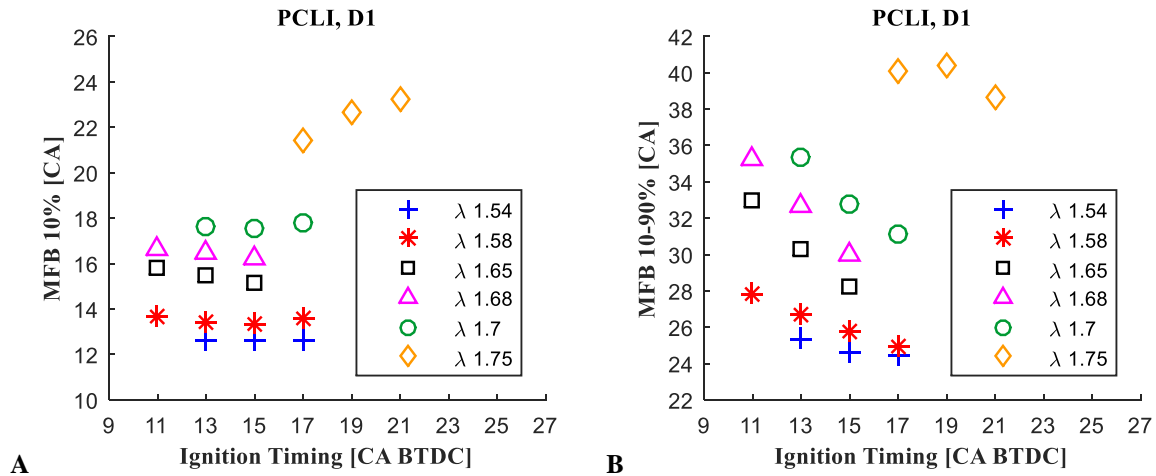 PCLI, D1
26
24
22
20
18
16
14
12
10
MFB 10% [CA]
λ 1.54
λ 1.58
λ 1.65
λ 1.68
λ 1.7
λ 1.75
9 11 13 15 17 19 21 23 25 27
Ignition Timing [CA BTDC]
A
PCLI, D1
42
40
38
36
34
32
30
28
26
24
22
MFB 10-90% [CA]
λ 1.54
λ 1.58
λ 1.65
λ 1.68
λ 1.7
λ 1.75
9 11 13 15 17 19 21 23 25 27
Ignition Timing [CA BTDC]
B